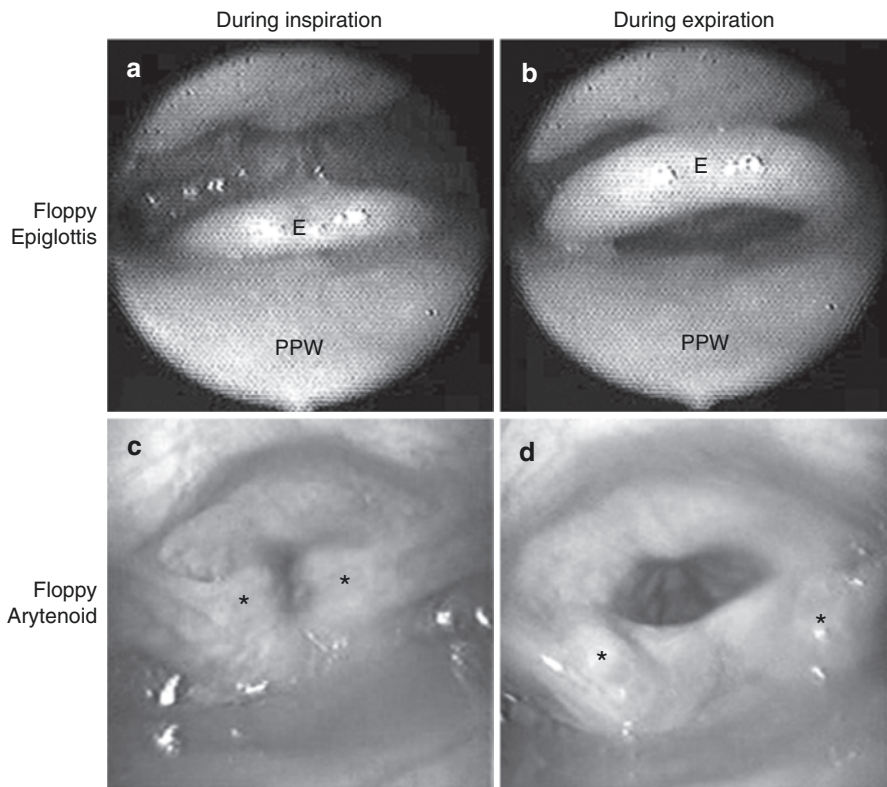 During inspiration
During expiration
a
b
E
E
Floppy
Epiglottis
PPW
PPW
c
d
Floppy
Arytenoid
*
*
*
*